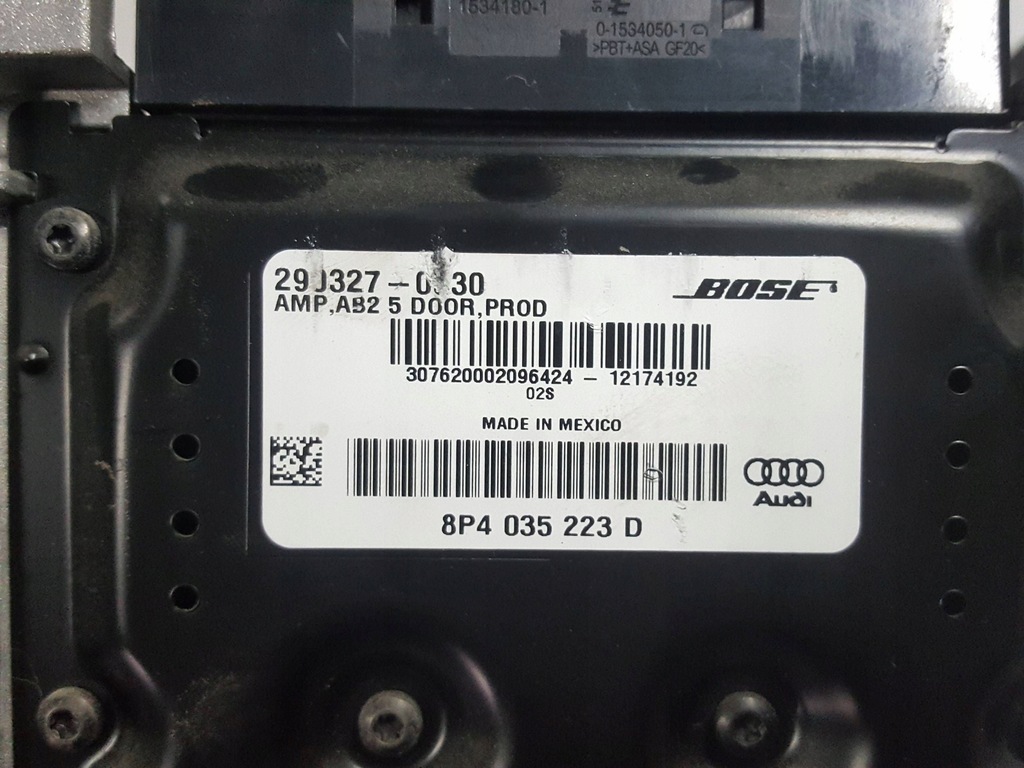 1534180-1
0-1534050-1
>PBT+ASA GF20<
BOSE
AMP,AB2 5 DOOR,PROD
307620002096424 - 12174192
02S
MADE IN MEXICO
Audi
8P4 035 223 D